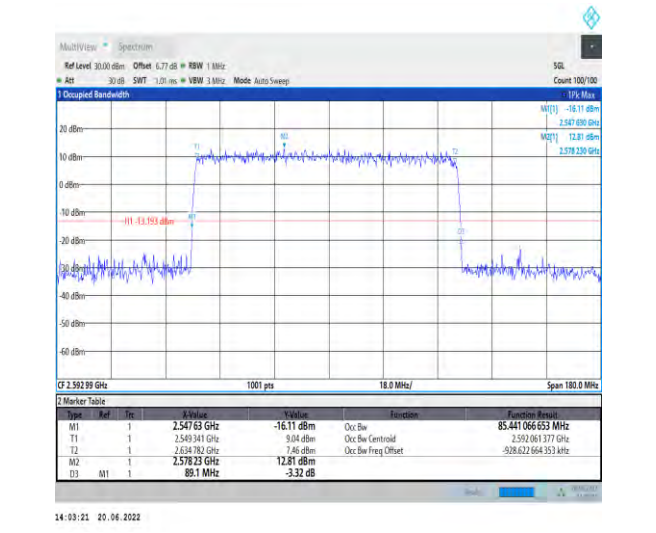 MultiView Spectrum
Ref Level 30.00 dBm Offset 6.77 dB RBW 1 MHz SGL
Att 30 dB SWT 1.01 ms VBW 3 MHz Mode Auto Sweep Count 100/100
1 Occupied Bandwidth 1Pk Max
M1[1] -16.11 dBm
2.547 630 GHz
M2[1] 12.81 dBm
2.578 230 GHz
20 dBm
M2
T1 T2
10 dBm
0 dBm
-10 dBm
M1
H1 -13.193 dBm
D3
-20 dBm
-30 dBm
-40 dBm
-50 dBm
-60 dBm
CF 2.592 99 GHz 1001 pts 18.0 MHz/ Span 180.0 MHz
2 Marker Table
Type Ref Trc X-Value Y-Value Function Function Result
M1 1 2.547 63 GHz -16.11 dBm Occ Bw 85.441 066 653 MHz
T1 1 2.549 341 GHz 9.04 dBm Occ Bw Centroid 2.592 061 377 GHz
T2 1 2.634 782 GHz 7.46 dBm Occ Bw Freq Offset -928.622 664 353 kHz
M2 1 2.578 23 GHz 12.81 dBm
D3 M1 1 89.1 MHz -3.32 dB
14:03:21 20.06.2022